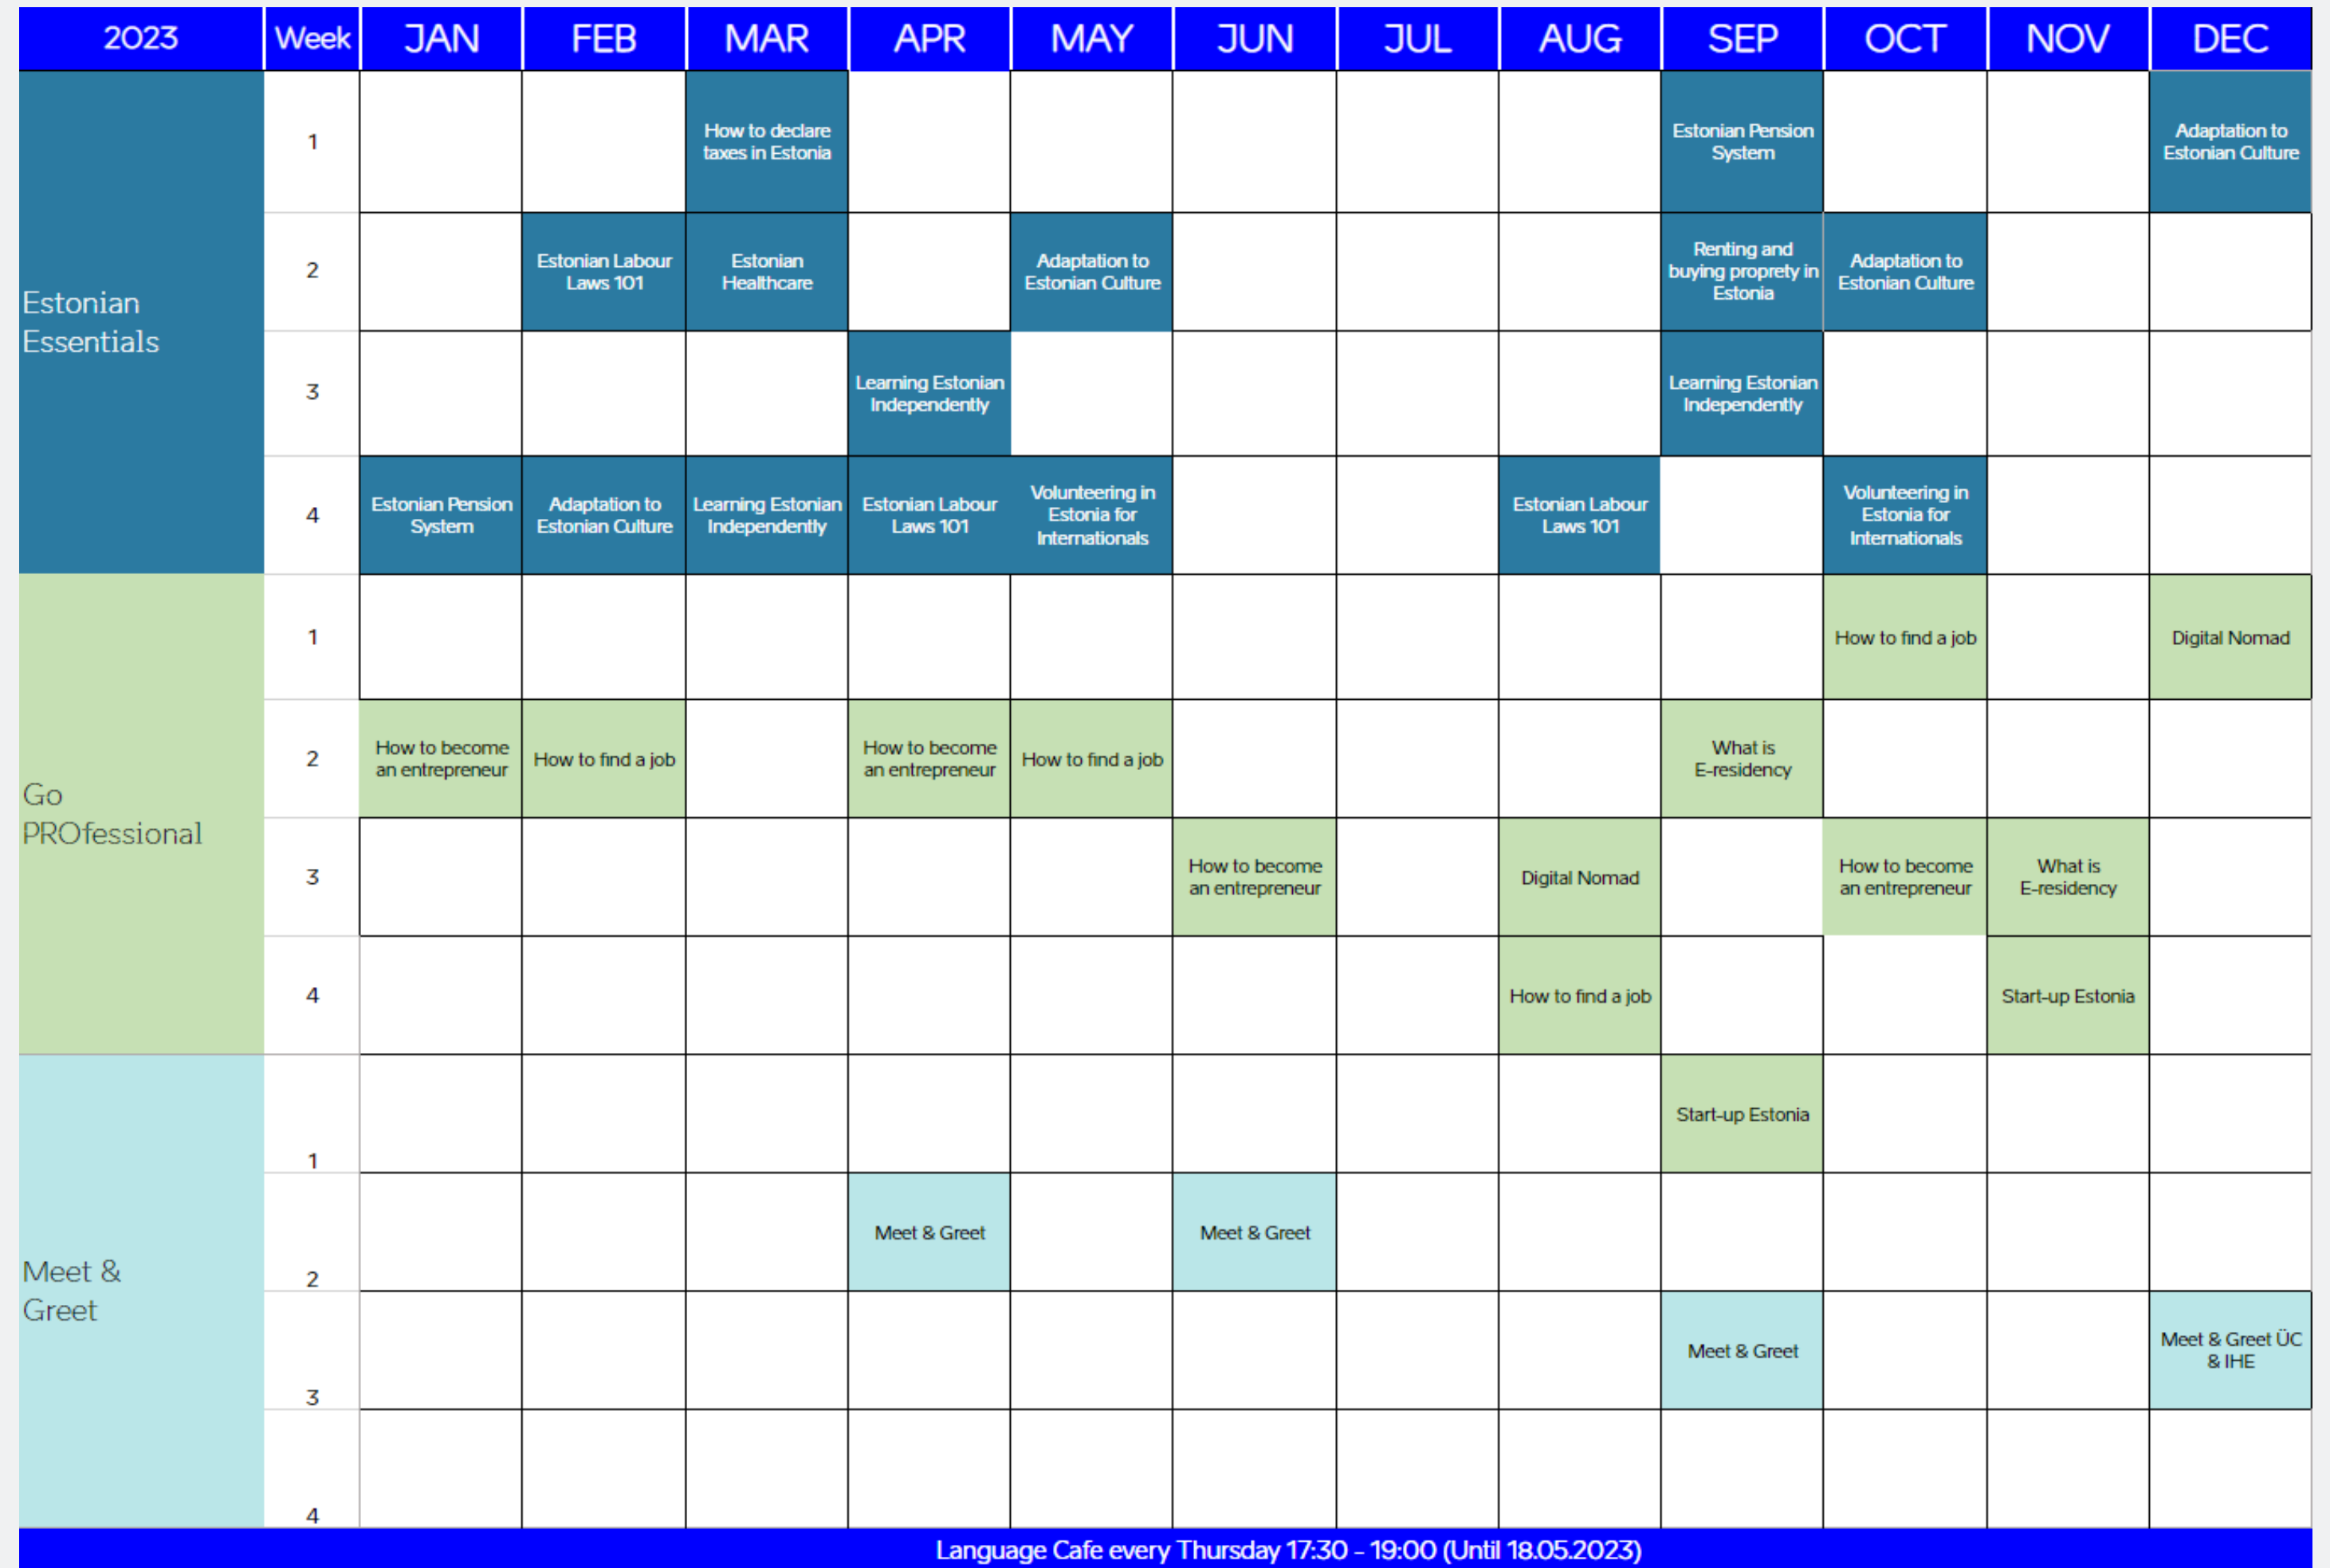 2023 Week JAN FEB MAR APR MAY JUN JUL AUG SEP OCT NOV DEC
Estonian
Essentials
1
How to declare
taxes in Estonia
Estonian Pension
System
Adaptation to
Estonian Culture
2
Estonian Labour
Laws 101
Estonian
Healthcare
Adaptation to
Estonian Culture
Renting and
buying proprety in
Estonia
Adaptation to
Estonian Culture
3
Learning Estonian
Independently
Learning Estonian
Independently
4
Estonian Pension
System
Adaptation to
Estonian Culture
Learning Estonian
Independently
Estonian Labour
Laws 101
Volunteering in
Estonia for
Internationals
Estonian Labour
Laws 101
Volunteering in
Estonia for
Internationals
Go
PROfessional
1
How to find a job
Digital Nomad
2
How to become
an entrepreneur
How to find a job
How to become
an entrepreneur
How to find a job
What is
E-residency
3
How to become
an entrepreneur
Digital Nomad
How to become
an entrepreneur
What is
E-residency
4
How to find a job
Start-up Estonia
Meet &
Greet
1
Start-up Estonia
2
Meet & Greet
Meet & Greet
3
Meet & Greet
Meet & Greet ÜC
& IHE
4
Language Cafe every Thursday 17:30 - 19:00 (Until 18.05.2023)